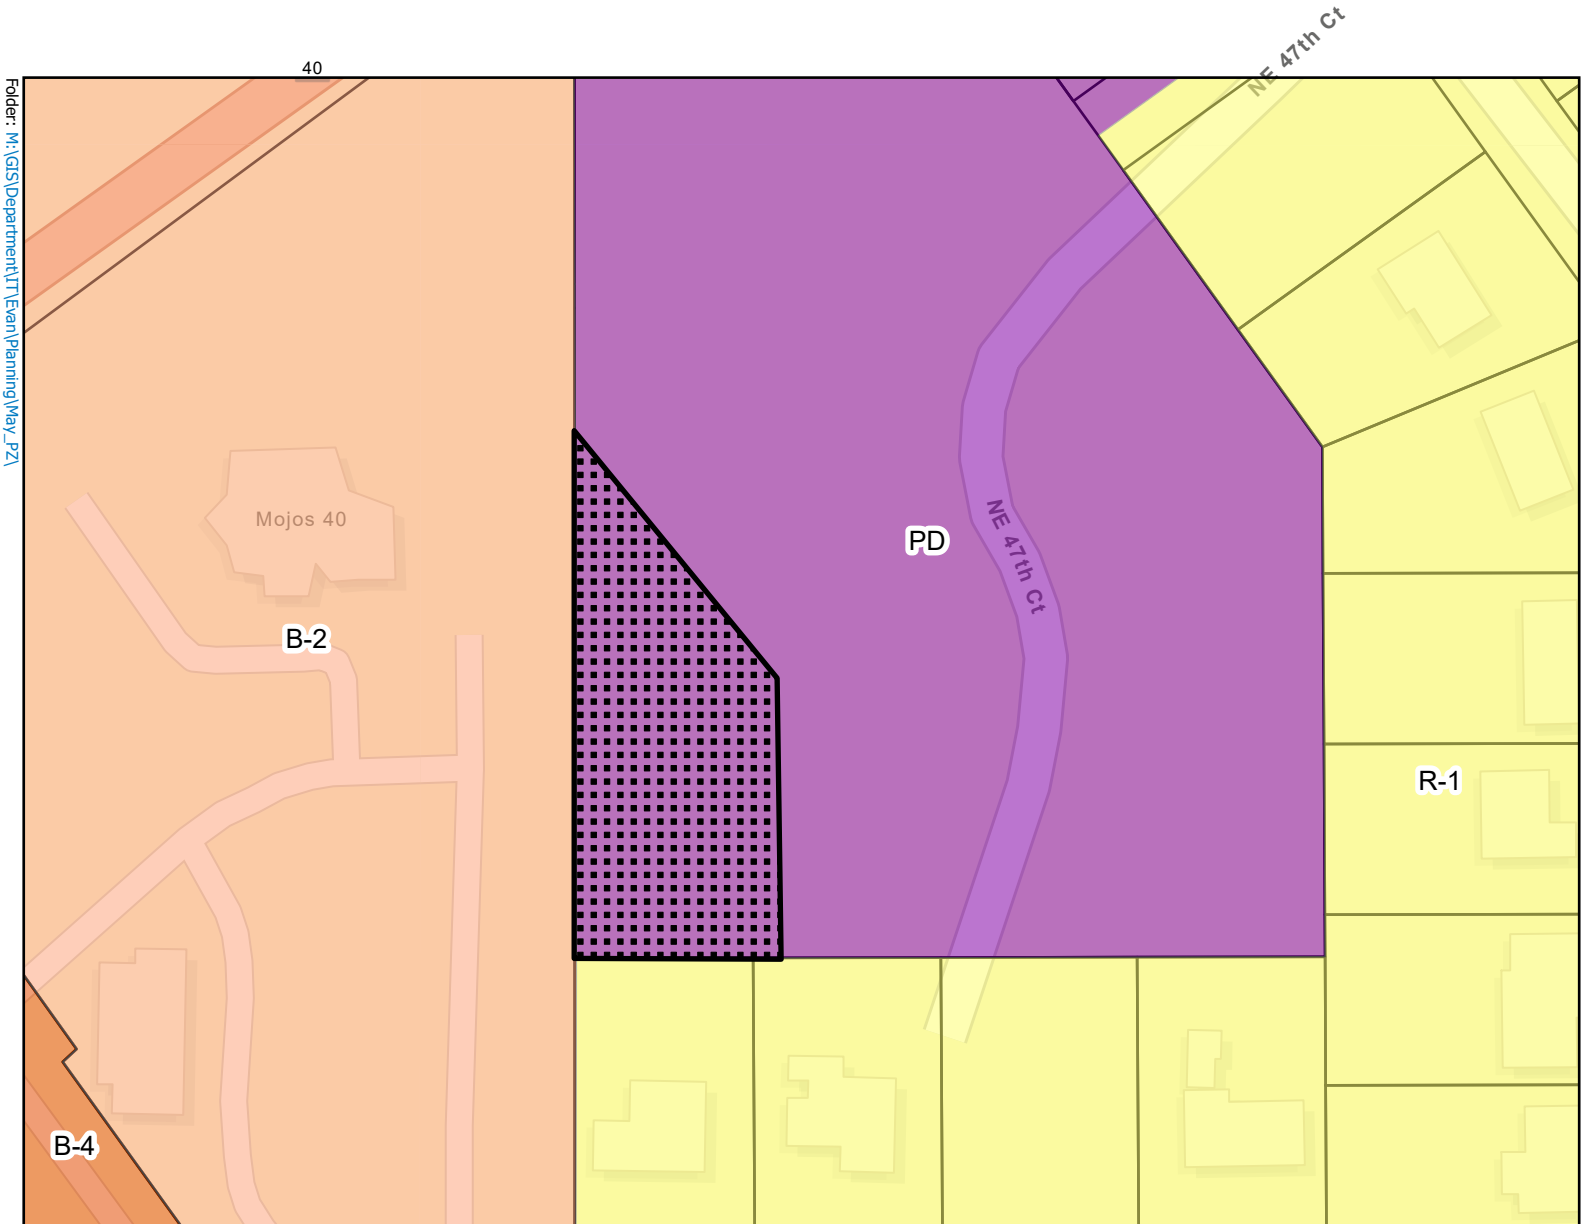 40
NE 47th Ct
Folder: M:\GIS\Department\IT\Evan\Planning\May_PZ\
Mojos 40
NE 47th Ct
PD
B-2
R-1
B-4